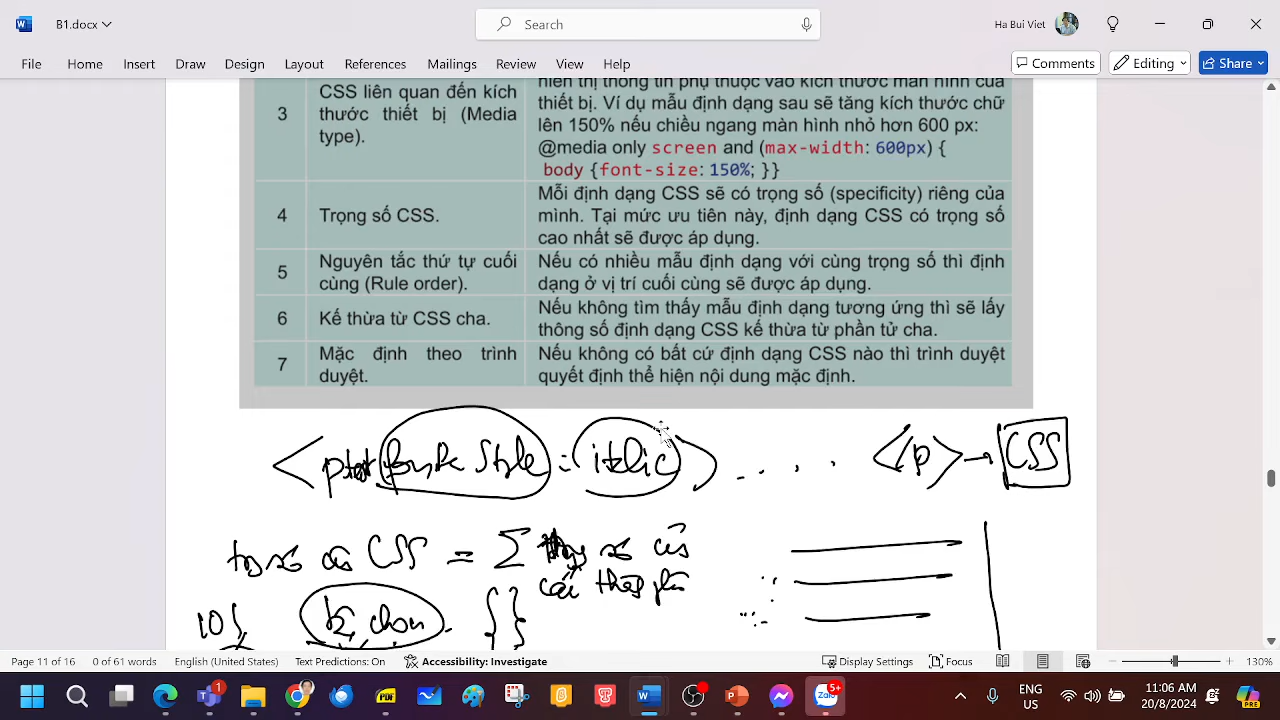 B1.docx
Search
Ha Bui Viet
File Home Insert Draw Design Layout References Mailings Review View Help
Comments Editing Share
hiển thị thông tin phụ thuộc vào kích thước màn hình của
3 CSS liên quan đến kích thước thiết bị (Media type).
thiết bị. Ví dụ mẫu định dạng sau sẽ tăng kích thước chữ
lên 150% nếu chiều ngang màn hình nhỏ hơn 600 px:
@media only screen and (max-width: 600px) {
body {font-size: 150%; }}
4 Trọng số CSS.
Mỗi định dạng CSS sẽ có trọng số (specificity) riêng của
mình. Tại mức ưu tiên này, định dạng CSS có trọng số
cao nhất sẽ được áp dụng.
5 Nguyên tắc thứ tự cuối cùng (Rule order).
Nếu có nhiều mẫu định dạng với cùng trọng số thì định
dạng ở vị trí cuối cùng sẽ được áp dụng.
6 Kế thừa từ CSS cha.
Nếu không tìm thấy mẫu định dạng tương ứng thì sẽ lấy
thông số định dạng CSS kế thừa từ phần tử cha.
7 Mặc định theo trình duyệt.
Nếu không có bất cứ định dạng CSS nào thì trình duyệt
quyết định thể hiện nội dung mặc định.
Style = italic> .... <p> → CSS
CSS = Σ
{ }
Page 11 of 16 0 of 61 words English (United States) Text Predictions: On Accessibility: Investigate Display Settings Focus 130%
1 PDF 5+ ENG US 11:06 AM 20/8/2024 PRE